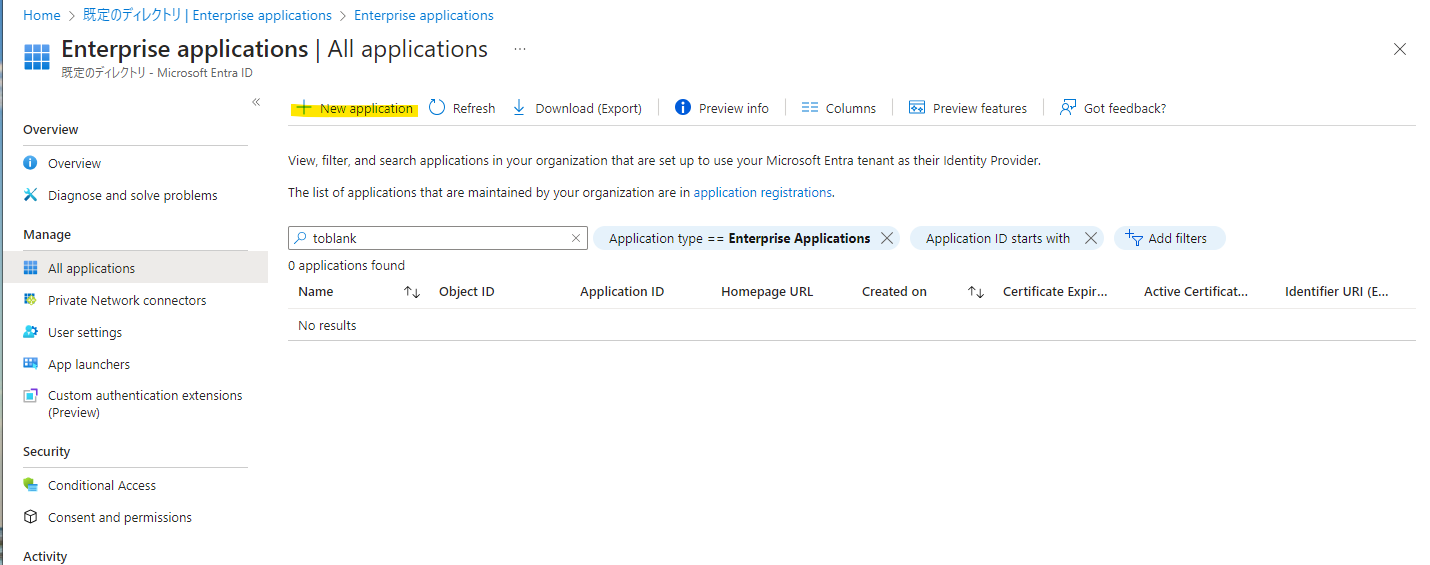 Home > 既定のディレクトリ | Enterprise applications > Enterprise applications
Enterprise applications | All applications ...
既定のディレクトリ - Microsoft Entra ID
New application Refresh Download (Export) Preview info Columns Preview features Got feedback?
Overview
Overview
Diagnose and solve problems
Manage
All applications
Private Network connectors
User settings
App launchers
Custom authentication extensions
(Preview)
Security
Conditional Access
Consent and permissions
Activity
View, filter, and search applications in your organization that are set up to use your Microsoft Entra tenant as their Identity Provider.
The list of applications that are maintained by your organization are in application registrations.
toblank Application type == Enterprise Applications Application ID starts with Add filters
0 applications found
Name Object ID Application ID Homepage URL Created on Certificate Expir... Active Certificat... Identifier URI (E...
No results